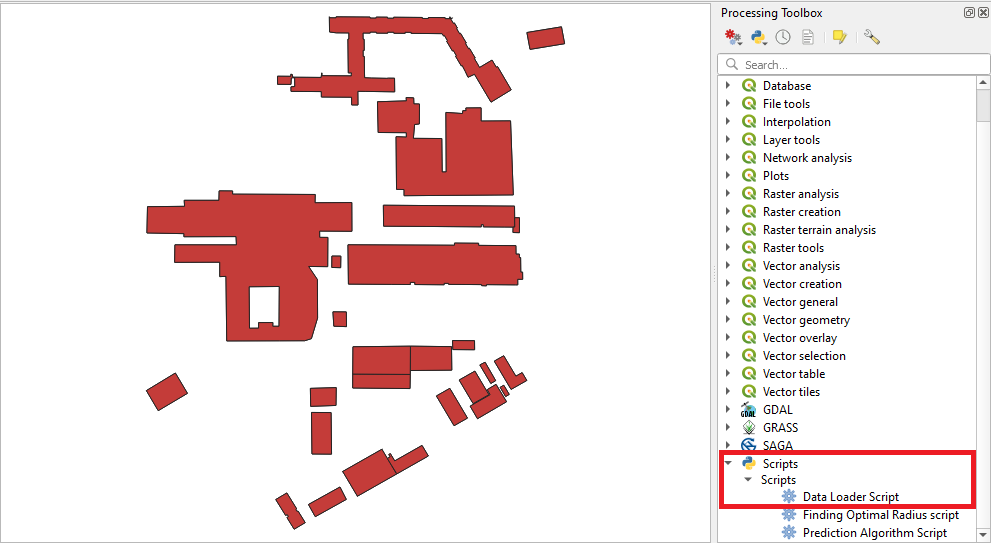 Processing Toolbox
Search...
Database
File tools
Interpolation
Layer tools
Network analysis
Plots
Raster analysis
Raster creation
Raster terrain analysis
Raster tools
Vector analysis
Vector creation
Vector general
Vector geometry
Vector overlay
Vector selection
Vector table
Vector tiles
GDAL GDAL
GRASS
SAGA
Scripts
Scripts
Data Loader Script
Finding Optimal Radius script
Prediction Algorithm Script